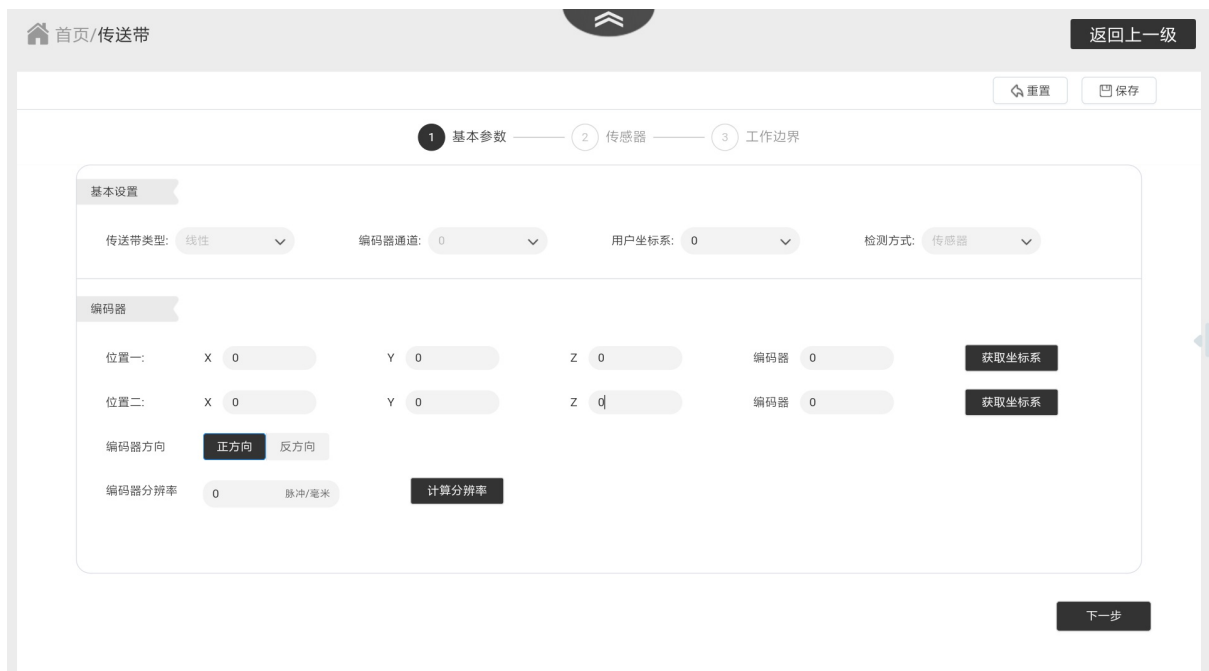 首页/传送带
返回上一级
重置 保存
1 基本参数 2 传感器 3 工作边界
基本设置
传送带类型: 线性 编码器通道: 0 用户坐标系: 0 检测方式: 传感器
编码器
位置一: X 0 Y 0 Z 0 编码器 0 获取坐标系
位置二: X 0 Y 0 Z 0 编码器 0 获取坐标系
编码器方向 正方向 反方向
编码器分辨率 0 脉冲/毫米 计算分辨率
下一步